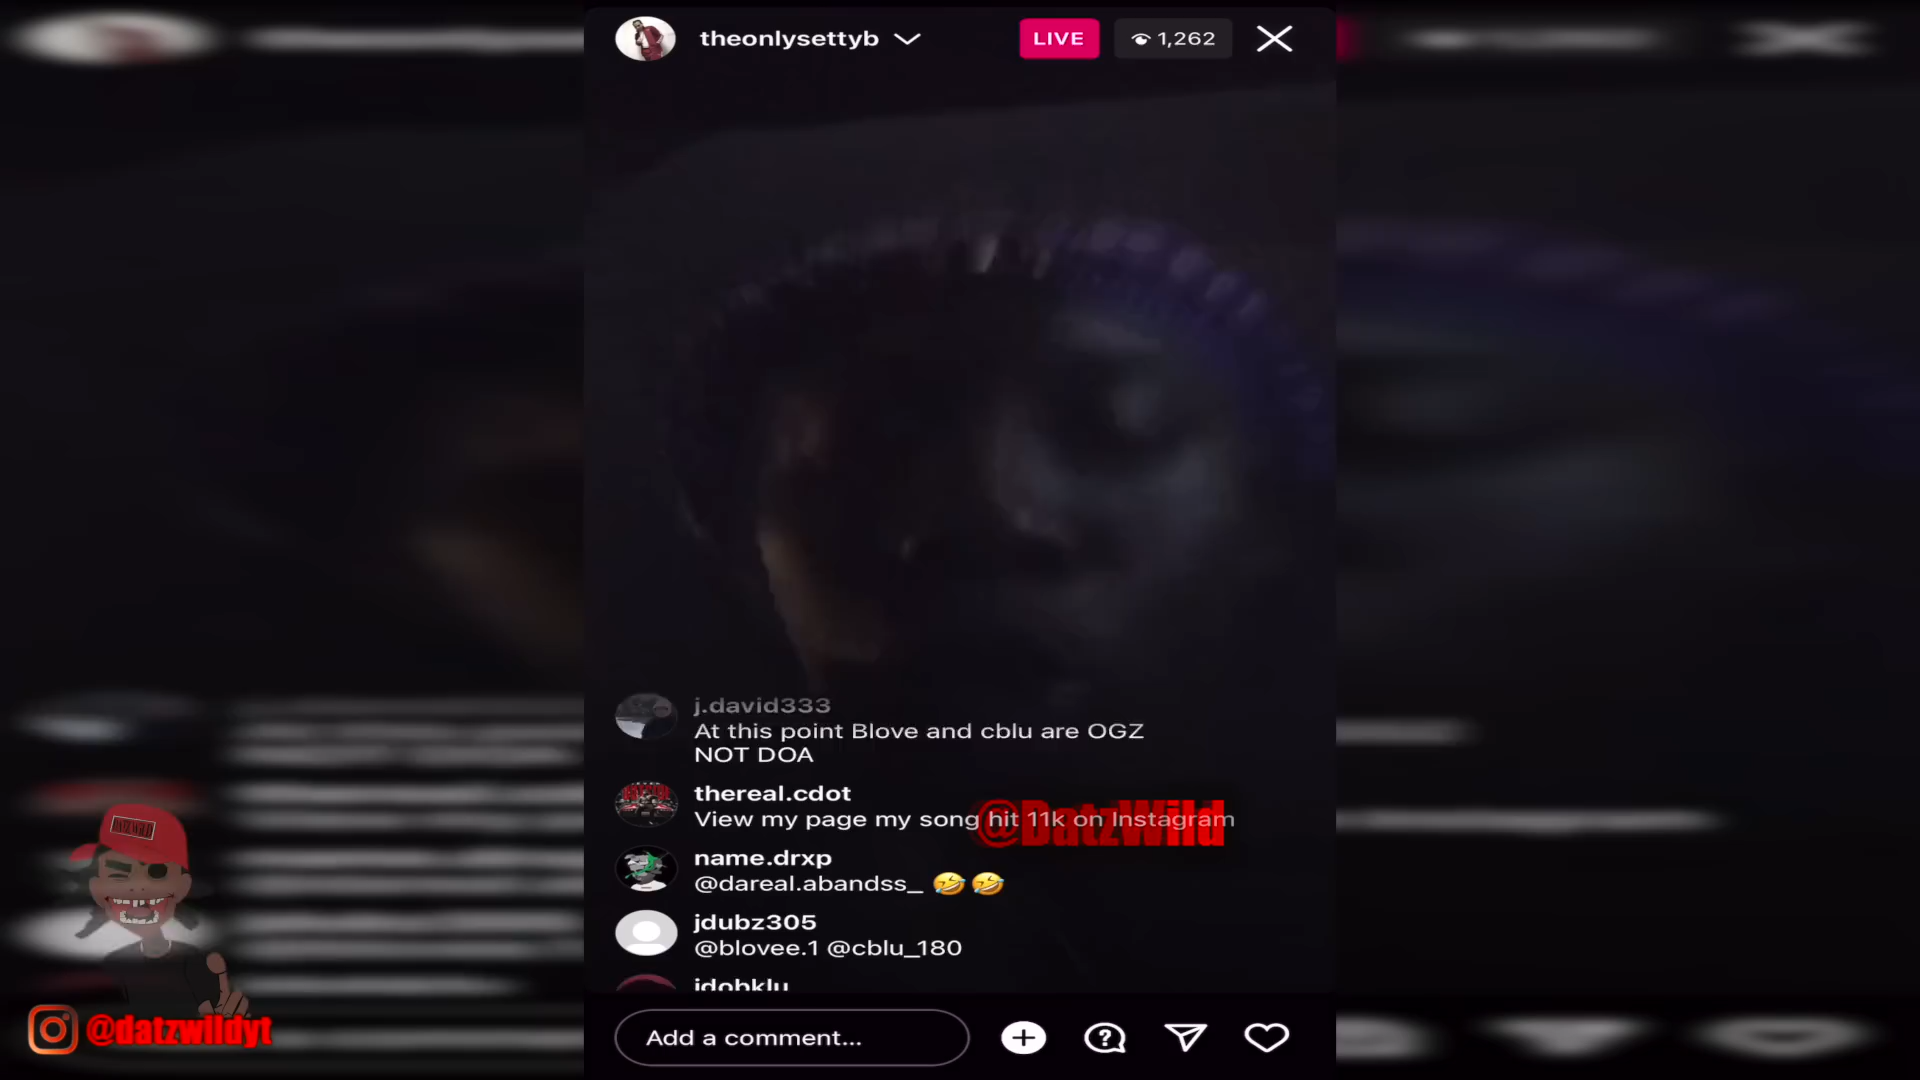 theonlysettyb
LIVE
1,262
j.david333
At this point Blove and cblu are OGZ
NOT DOA
thereal.cdot
View my page my song hit 11k on Instagram
@DatzWild
name.drxp
@dareal.abandss_ 🤣🤣
jdubz305
@blovee.1 @cblu_180
idobklu
Add a comment...
DATZWILD
@datzwildyt